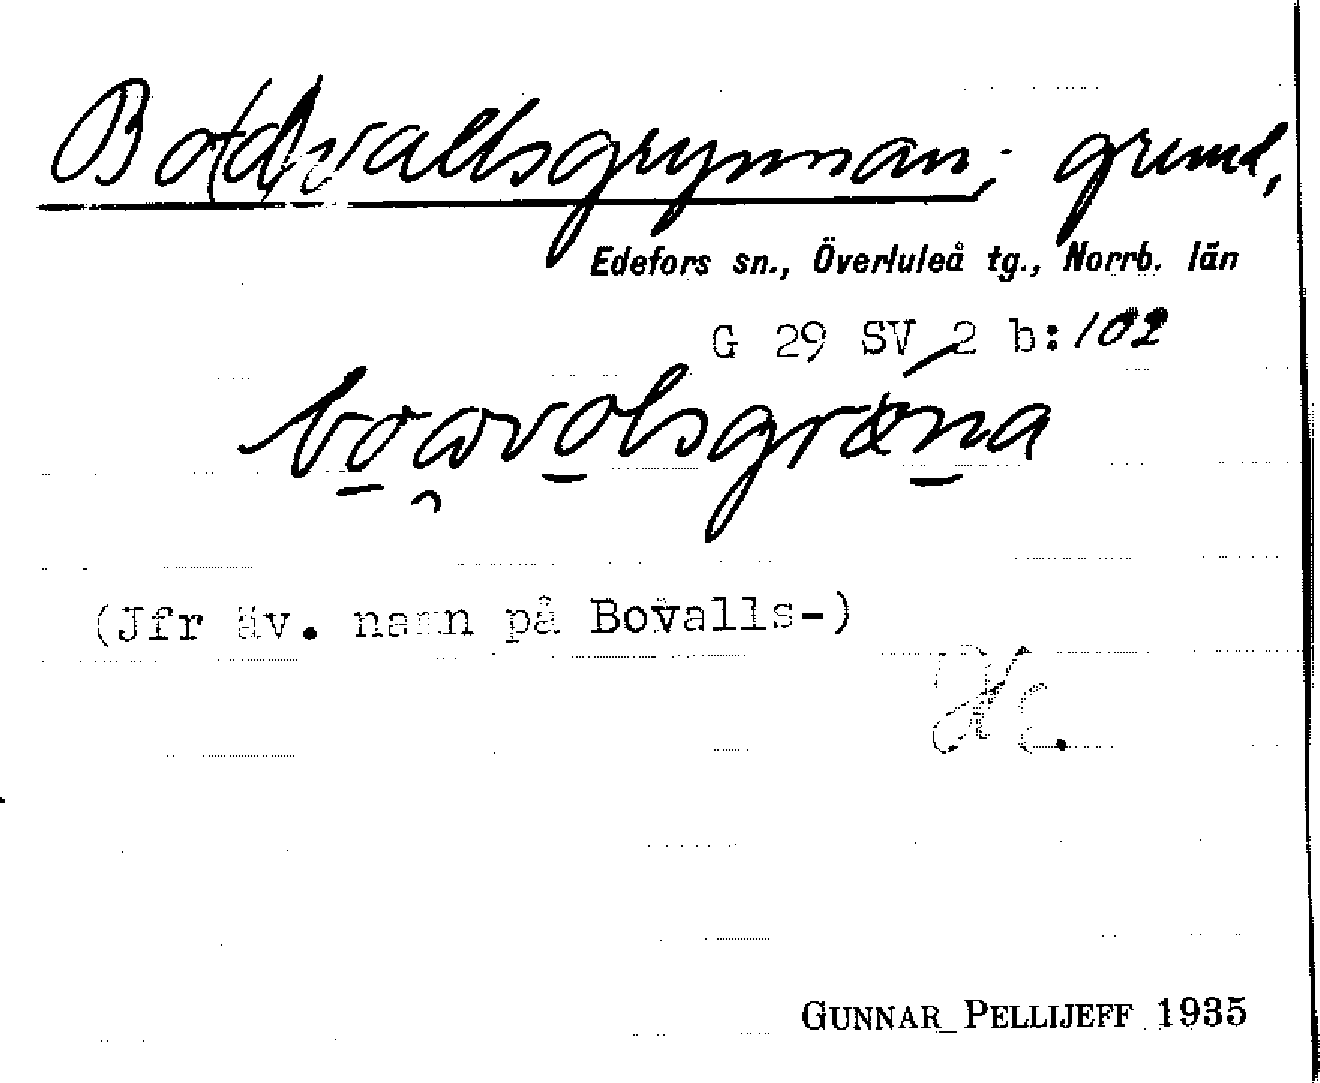 Bodvallsgrynnan; grund,
Edefors sn., Överluleå tg., Norrb. län
G 29 SV 2 b:102
(Jfr äv. namn på Bovalls-)
GUNNAR PELLIJEFF 1935